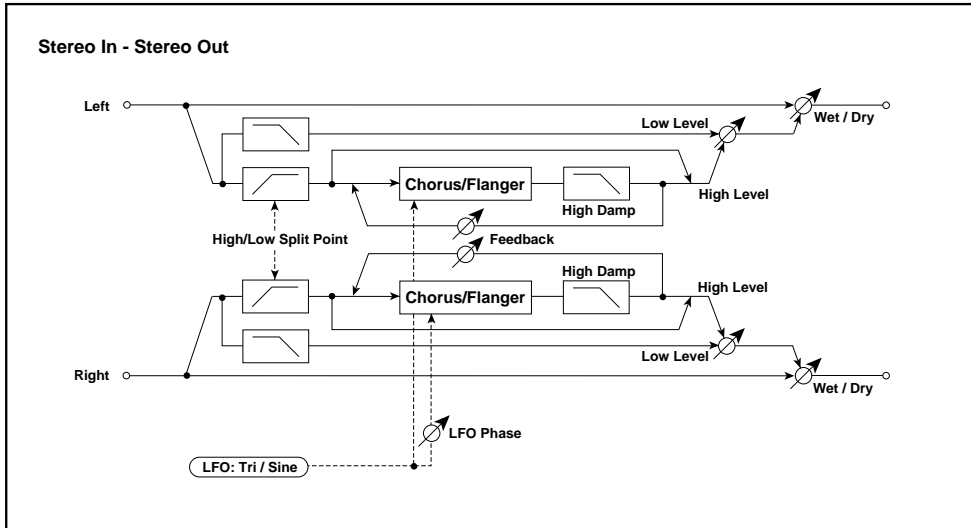 Stereo In - Stereo Out
Left
Low Level
Wet / Dry
Chorus/Flanger
High Damp
High Level
High/Low Split Point
Feedback
High Damp
Chorus/Flanger
High Level
Low Level
Right
Wet / Dry
LFO Phase
LFO: Tri / Sine